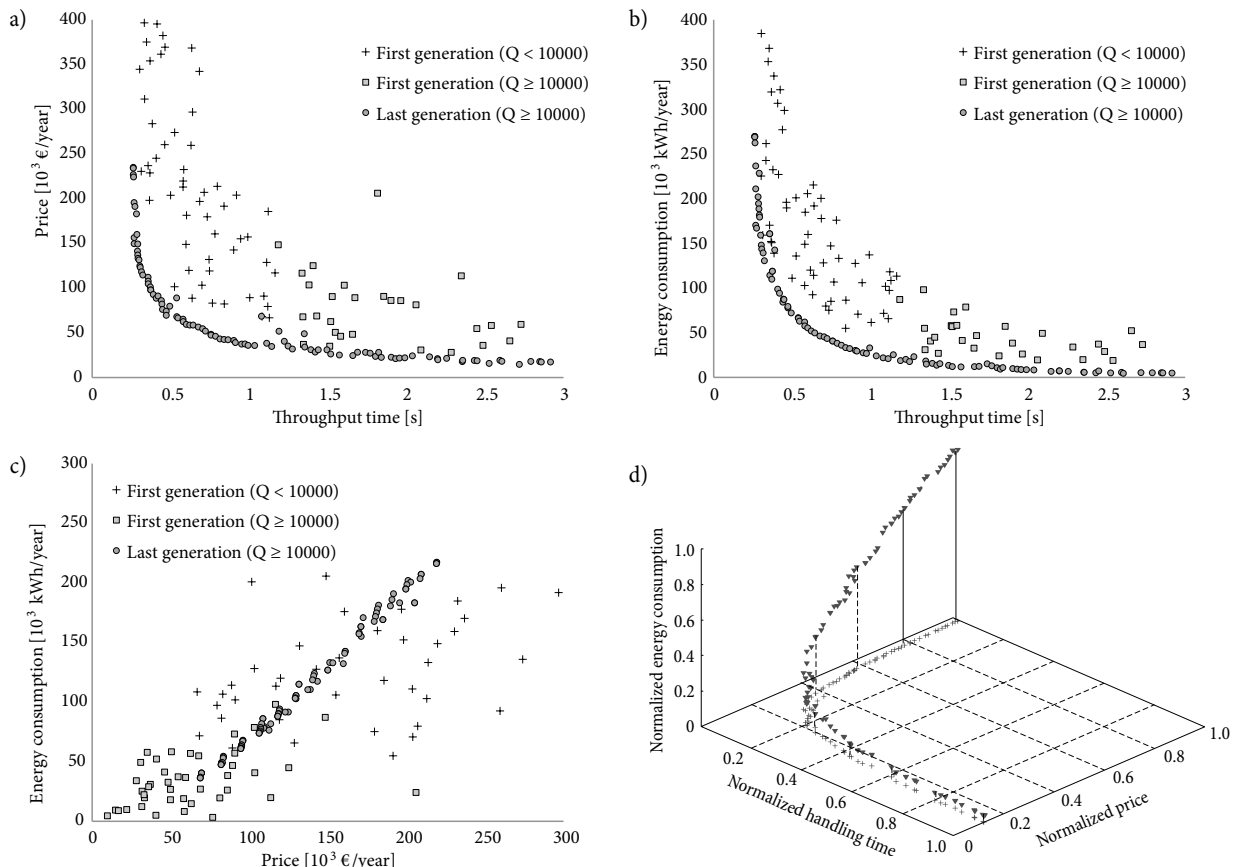 a)
400
350
300
250
200
150
100
50
0
Price [10³ €/year]
+ First generation (Q < 10000)
First generation (Q ≥ 10000)
Last generation (Q ≥ 10000)
0
0.5
1
1.5
2
2.5
3
Throughput time [s]
b)
400
350
300
250
200
150
100
50
0
Energy consumption [10³ kWh/year]
+ First generation (Q < 10000)
First generation (Q ≥ 10000)
Last generation (Q ≥ 10000)
0
0.5
1
1.5
2
2.5
3
Throughput time [s]
c)
300
250
200
150
100
50
0
Energy consumption [10³ kWh/year]
+ First generation (Q < 10000)
First generation (Q ≥ 10000)
Last generation (Q ≥ 10000)
0
50
100
150
200
250
300
Price [10³ €/year]
d)
1.0
0.8
0.6
0.4
0.2
0
Normalized energy consumption
0.2
0.4
0.6
0.8
1.0
Normalized handling time
0
0.2
0.4
0.6
0.8
1.0
Normalized price